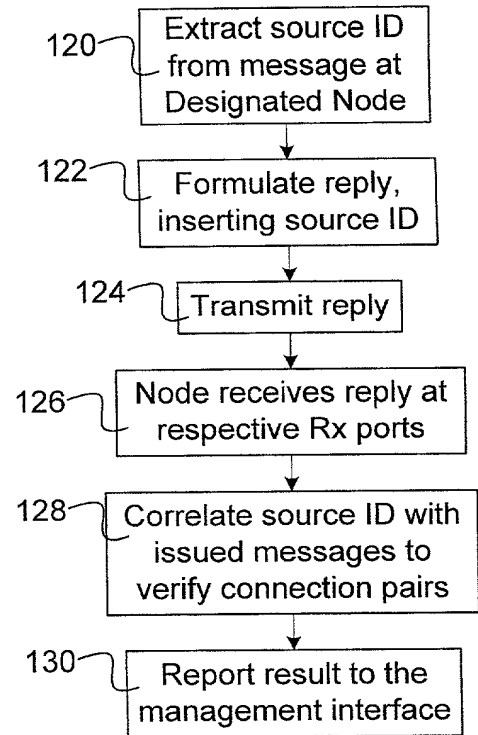 120
Extract source ID
from message at
Designated Node
122
Formulate reply,
inserting source ID
124
Transmit reply
126
Node receives reply at
respective Rx ports
128
Correlate source ID with
issued messages to
verify connection pairs
130
Report result to the
management interface